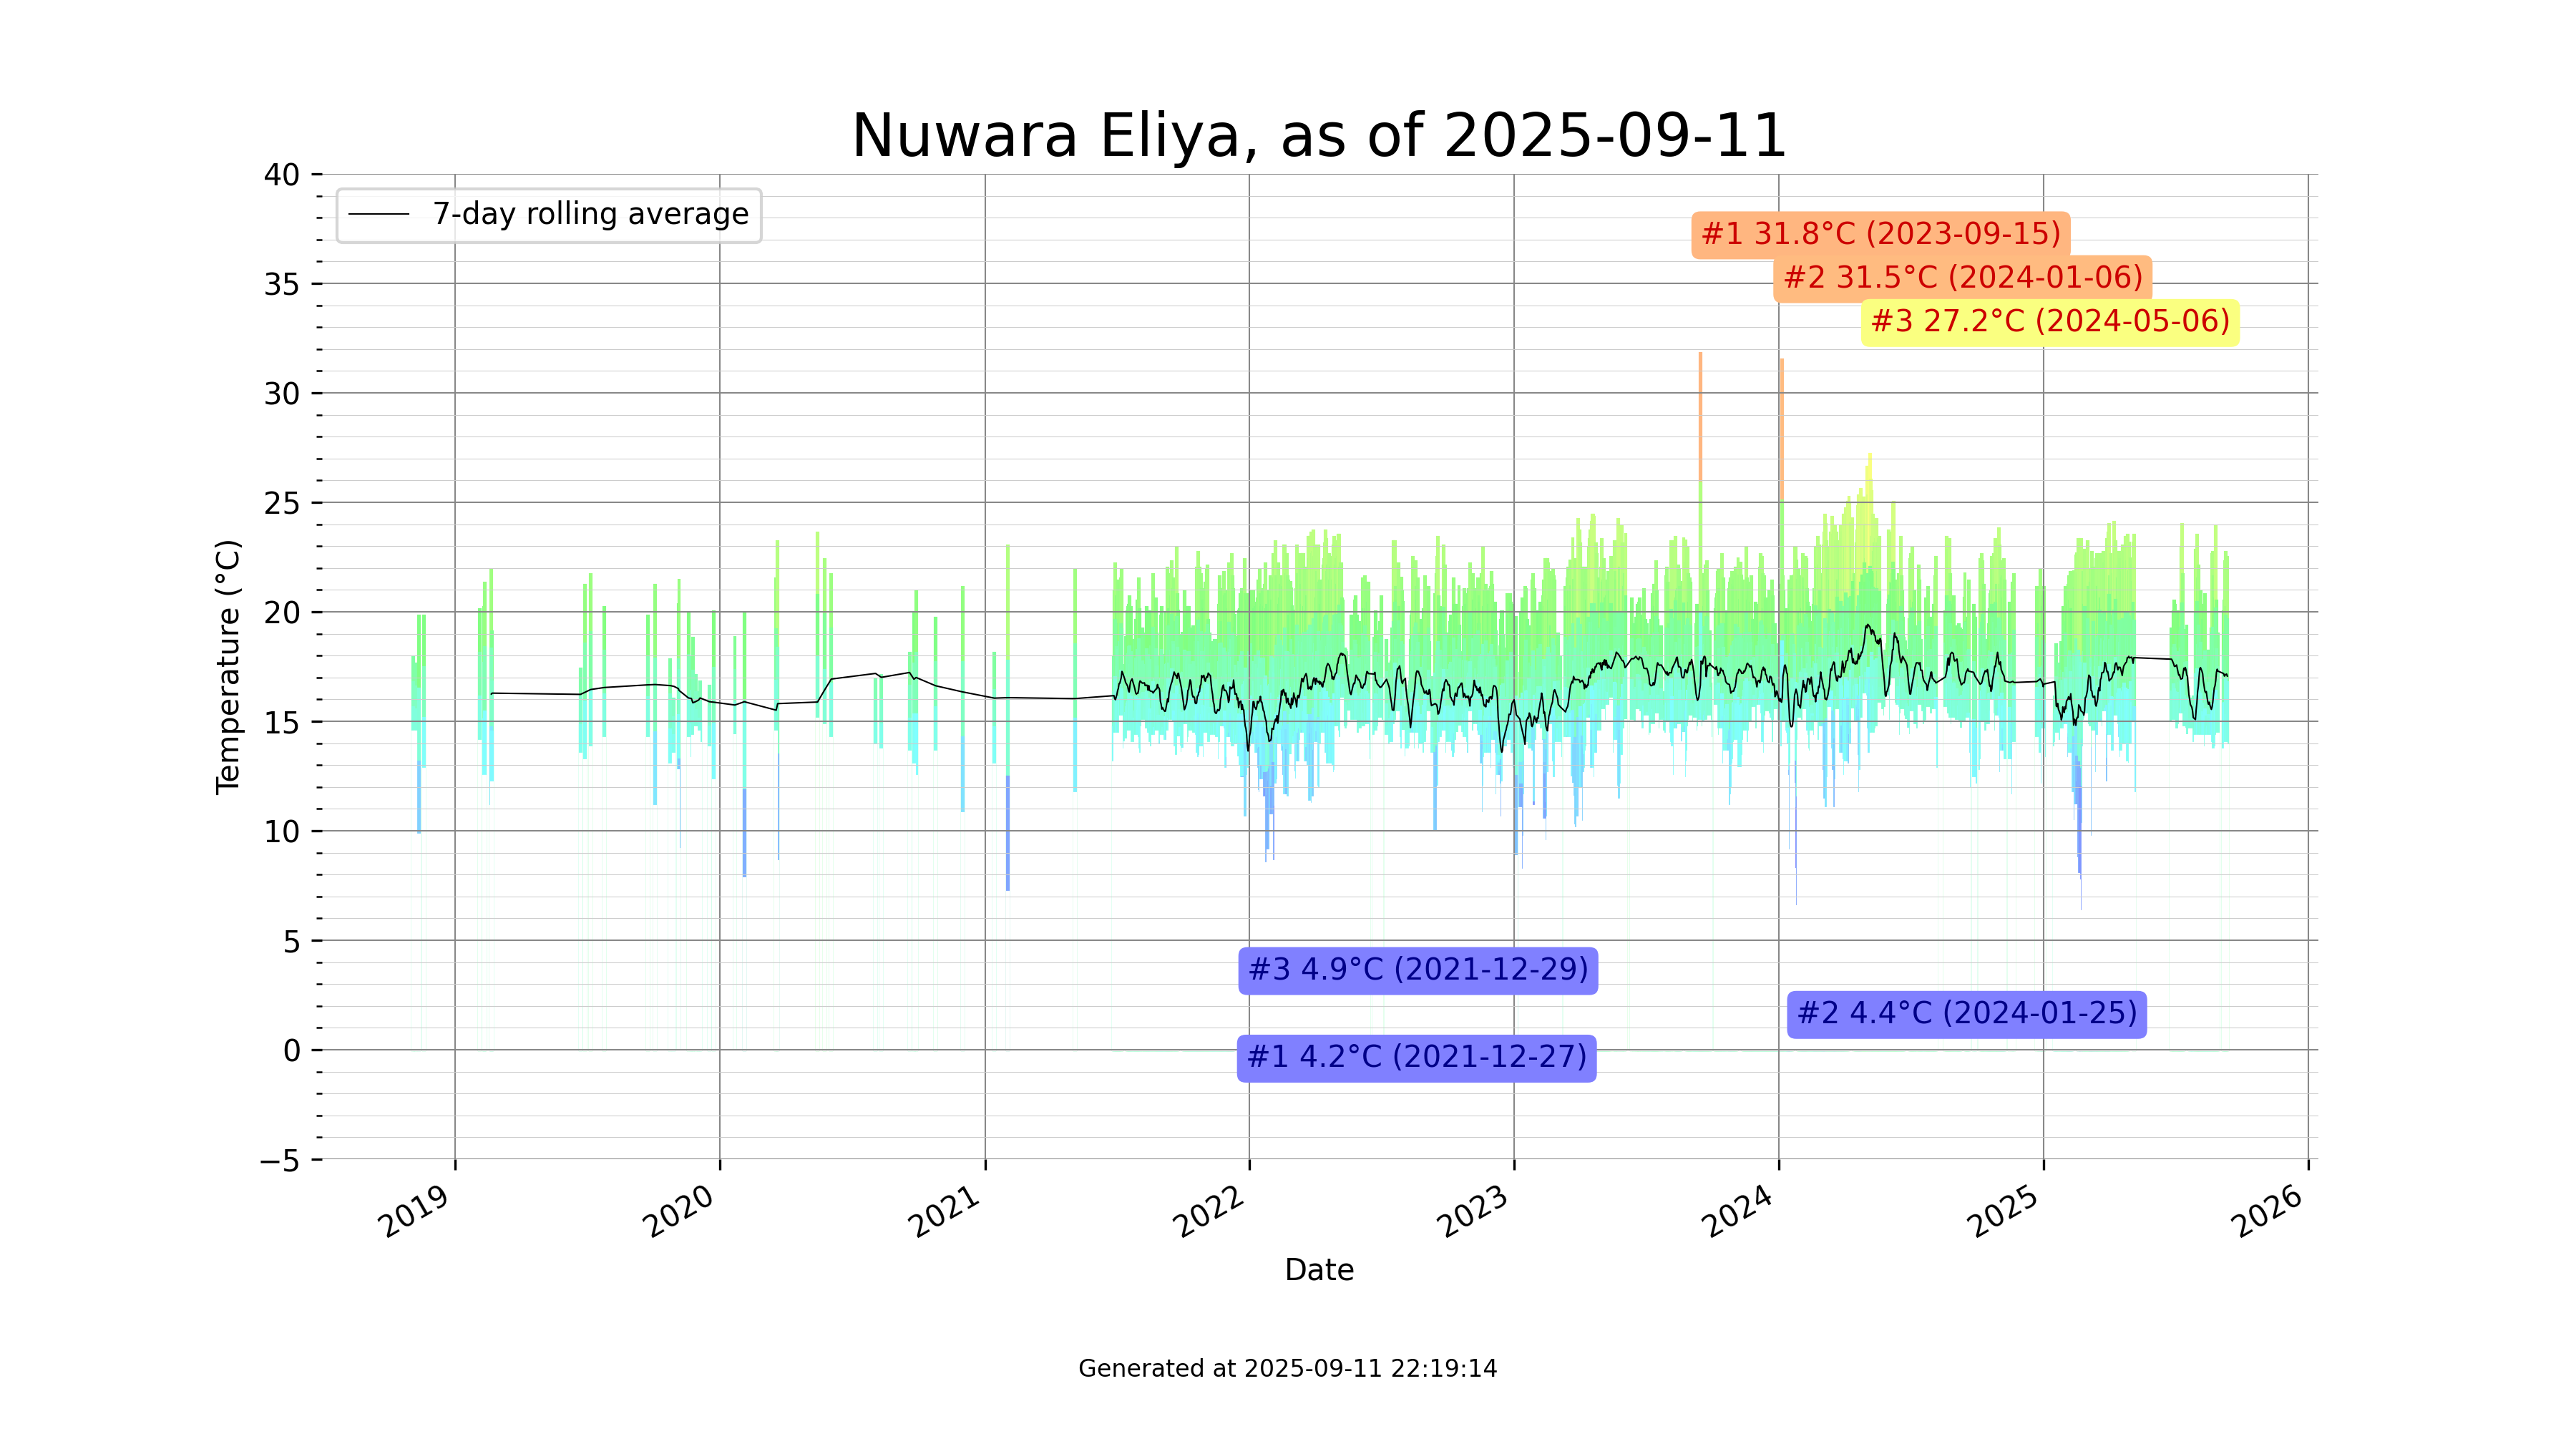 Nuwara Eliya, as of 2025-09-11
7-day rolling average
#1 31.8°C (2023-09-15)
#2 31.5°C (2024-01-06)
#3 27.2°C (2024-05-06)
#3 4.9°C (2021-12-29)
#2 4.4°C (2024-01-25)
#1 4.2°C (2021-12-27)
Temperature (°C)
40
35
30
25
20
15
10
5
0
−5
2019
2020
2021
2022
2023
2024
2025
2026
Date
Generated at 2025-09-11 22:19:14